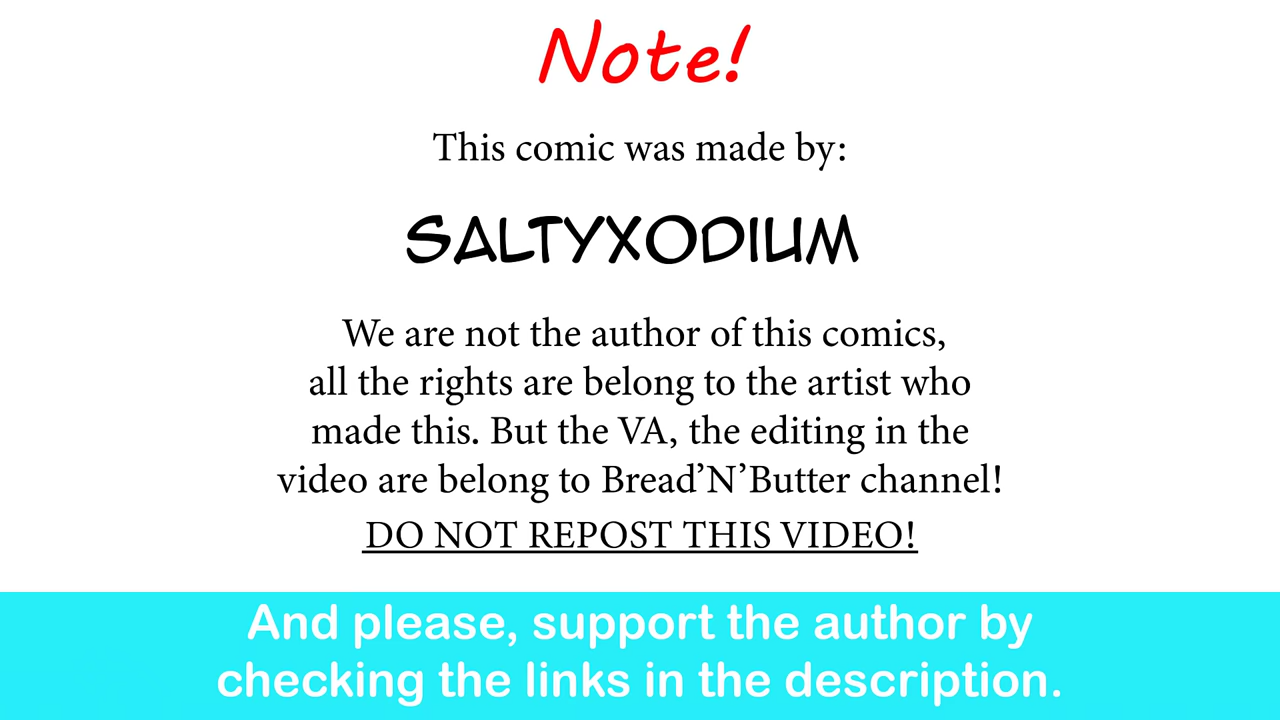 Note!
This comic was made by:
SALTYXODIUM
We are not the author of this comics,
all the rights are belong to the artist who
made this. But the VA, the editing in the
video are belong to Bread’N’Butter channel!
DO NOT REPOST THIS VIDEO!
And please, support the author by
checking the links in the description.